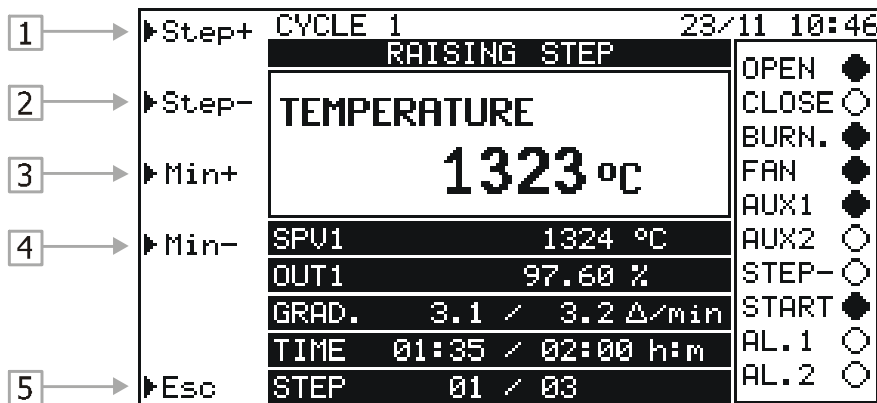 1
Step+
2
Step-
3
Min+
4
Min-
5
Esc
CYCLE 1 23/11 10:46
RAISING STEP
TEMPERATURE
1323 ºC
SPV1 1324 ºC
OUT1 97.60 %
GRAD. 3.1 / 3.2 Δ/min
TIME 01:35 / 02:00 h:m
STEP 01 / 03
OPEN
CLOSE
BURN.
FAN
AUX1
AUX2
STEP-
START
AL.1
AL.2